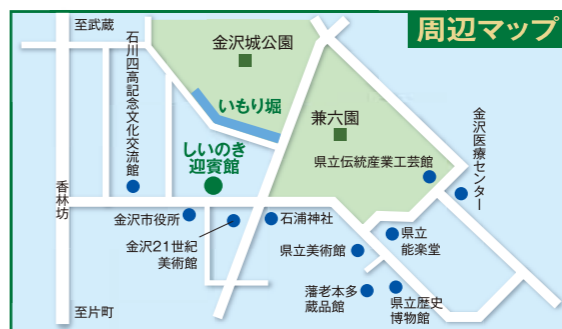 周辺マップ
至武蔵
石川四高記念文化交流館
金沢城公園
いもり堀
兼六園
しいのき
迎賓館
県立伝統産業工芸館
金沢医療センター
香林坊
金沢市役所
金沢21世紀
美術館
石浦神社
県立美術館
県立
能楽堂
藩老本多
蔵品館
県立歴史
博物館
至片町